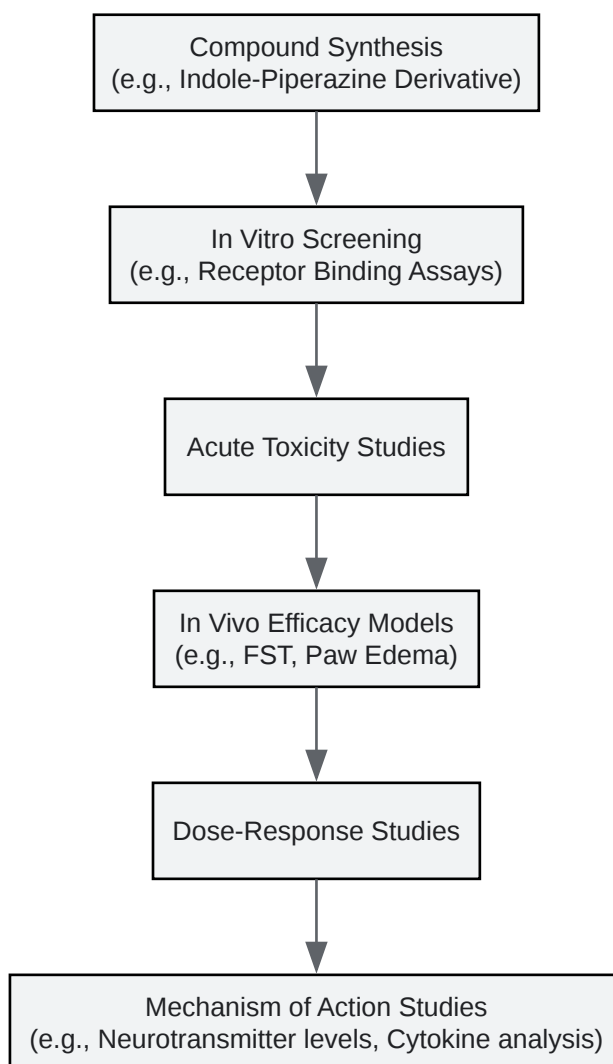 Compound Synthesis
(e.g., Indole-Piperazine Derivative)
In Vitro Screening
(e.g., Receptor Binding Assays)
Acute Toxicity Studies
In Vivo Efficacy Models
(e.g., FST, Paw Edema)
Dose-Response Studies
Mechanism of Action Studies
(e.g., Neurotransmitter levels, Cytokine analysis)